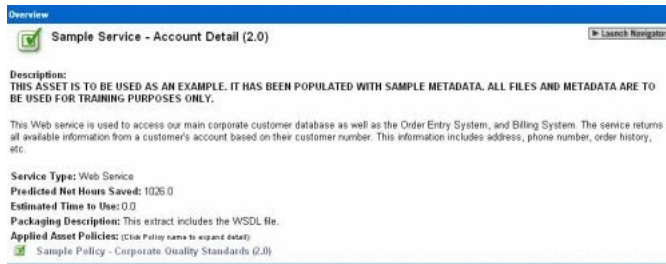 Overview
Sample Service - Account Detail (2.0)
Launch Navigator
Description:
THIS ASSET IS TO BE USED AS AN EXAMPLE. IT HAS BEEN POPULATED WITH SAMPLE METADATA. ALL FILES AND METADATA ARE TO
BE USED FOR TRAINING PURPOSES ONLY.
This Web service is used to access our main corporate customer database as well as the Order Entry System, and Billing System. The service returns
all available information from a customer's account based on their customer number. This information includes address, phone number, order history,
etc.
Service Type: Web Service
Predicted Net Hours Saved: 1026.0
Estimated Time to Use: 0.0
Packaging Description: This extract includes the WSDL file.
Applied Asset Policies: (Click Policy name to expand detail)
Sample Policy - Corporate Quality Standards (2.0)